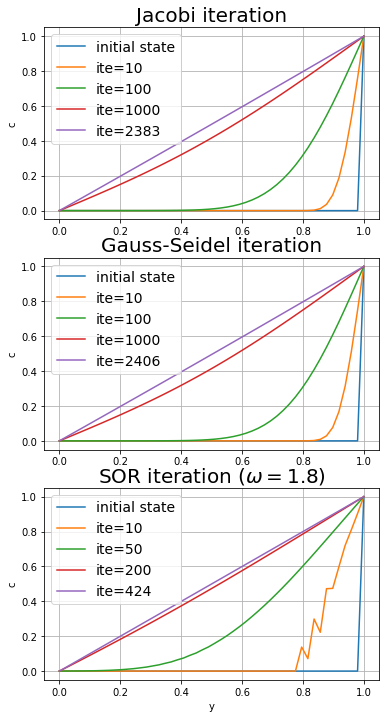 Jacobi iteration
1.0
0.8
0.6
0.4
0.2
0.0
c
initial state
ite=10
ite=100
ite=1000
ite=2383
0.0 0.2 0.4 0.6 0.8 1.0
Gauss-Seidel iteration
1.0
0.8
0.6
0.4
0.2
0.0
c
initial state
ite=10
ite=100
ite=1000
ite=2406
0.0 0.2 0.4 0.6 0.8 1.0
SOR iteration (ω = 1.8)
1.0
0.8
0.6
0.4
0.2
0.0
c
initial state
ite=10
ite=50
ite=200
ite=424
0.0 0.2 0.4 0.6 0.8 1.0
y